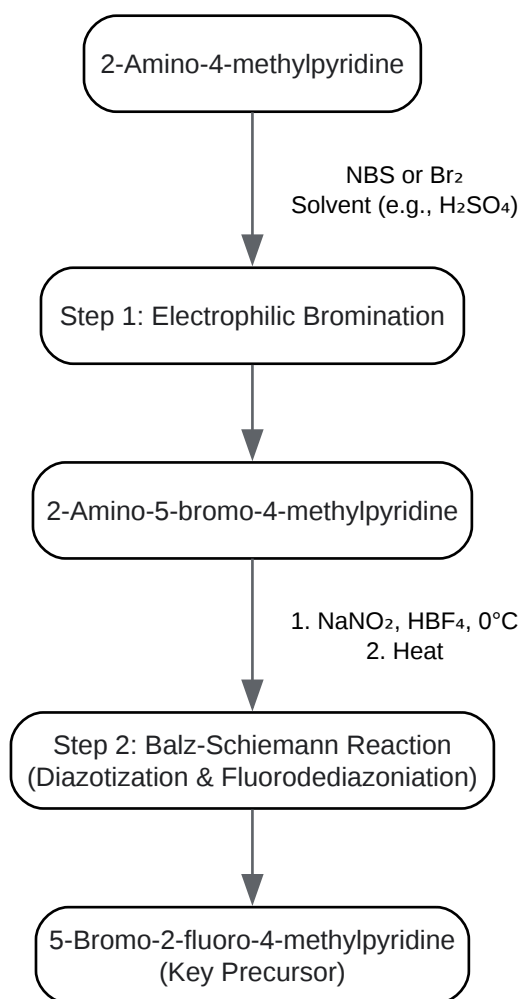 2-Amino-4-methylpyridine
NBS or Br₂
Solvent (e.g., H₂SO₄)
Step 1: Electrophilic Bromination
2-Amino-5-bromo-4-methylpyridine
1. NaNO₂, HBF₄, 0°C
2. Heat
Step 2: Balz-Schiemann Reaction
(Diazotization & Fluorodediazoniation)
5-Bromo-2-fluoro-4-methylpyridine
(Key Precursor)